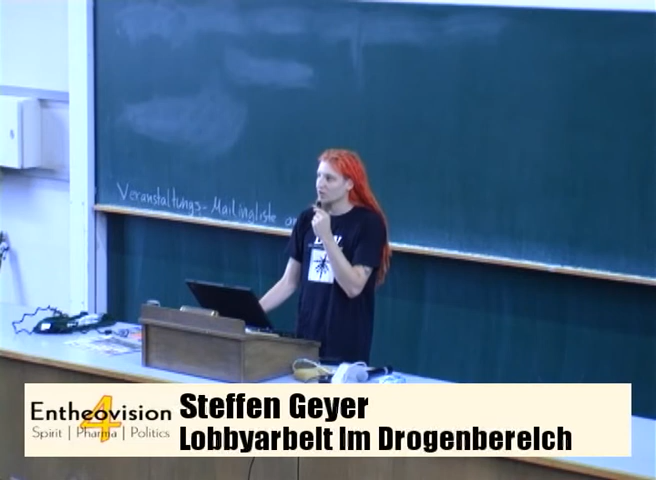 Veranstaltungs-Mailingliste
Entheovision
4
Spirit | Pharma | Politics
Steffen Geyer
Lobbyarbeit im Drogenbereich